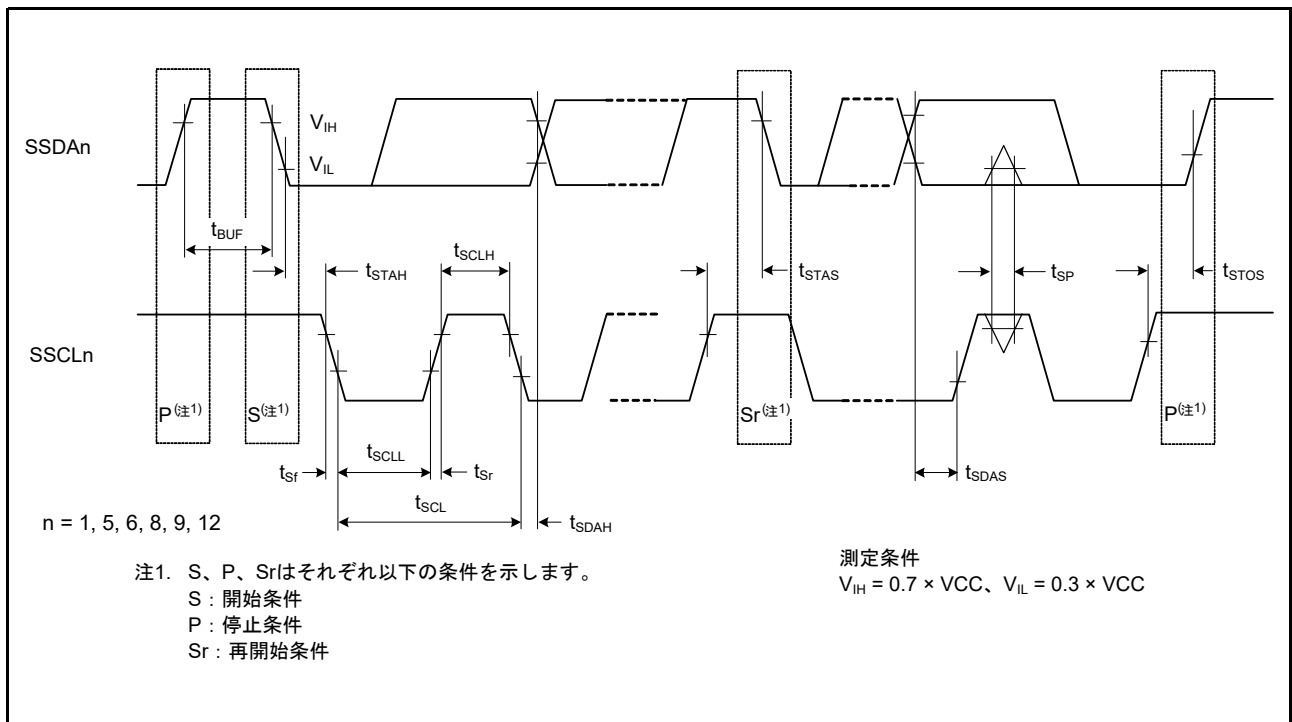 SSDAn
V_IH
V_IL
t_BUF
t_STAH
t_SCLH
t_STAS
t_SP
t_STOS
SSCLn
P(注1)
S(注1)
Sr(注1)
P(注1)
t_Sf
t_SCLL
t_Sr
t_SDAS
t_SCL
t_SDAH
n = 1, 5, 6, 8, 9, 12
注1. S、P、Srはそれぞれ以下の条件を示します。
S：開始条件
P：停止条件
Sr：再開始条件
測定条件
V_IH = 0.7 × VCC、V_IL = 0.3 × VCC